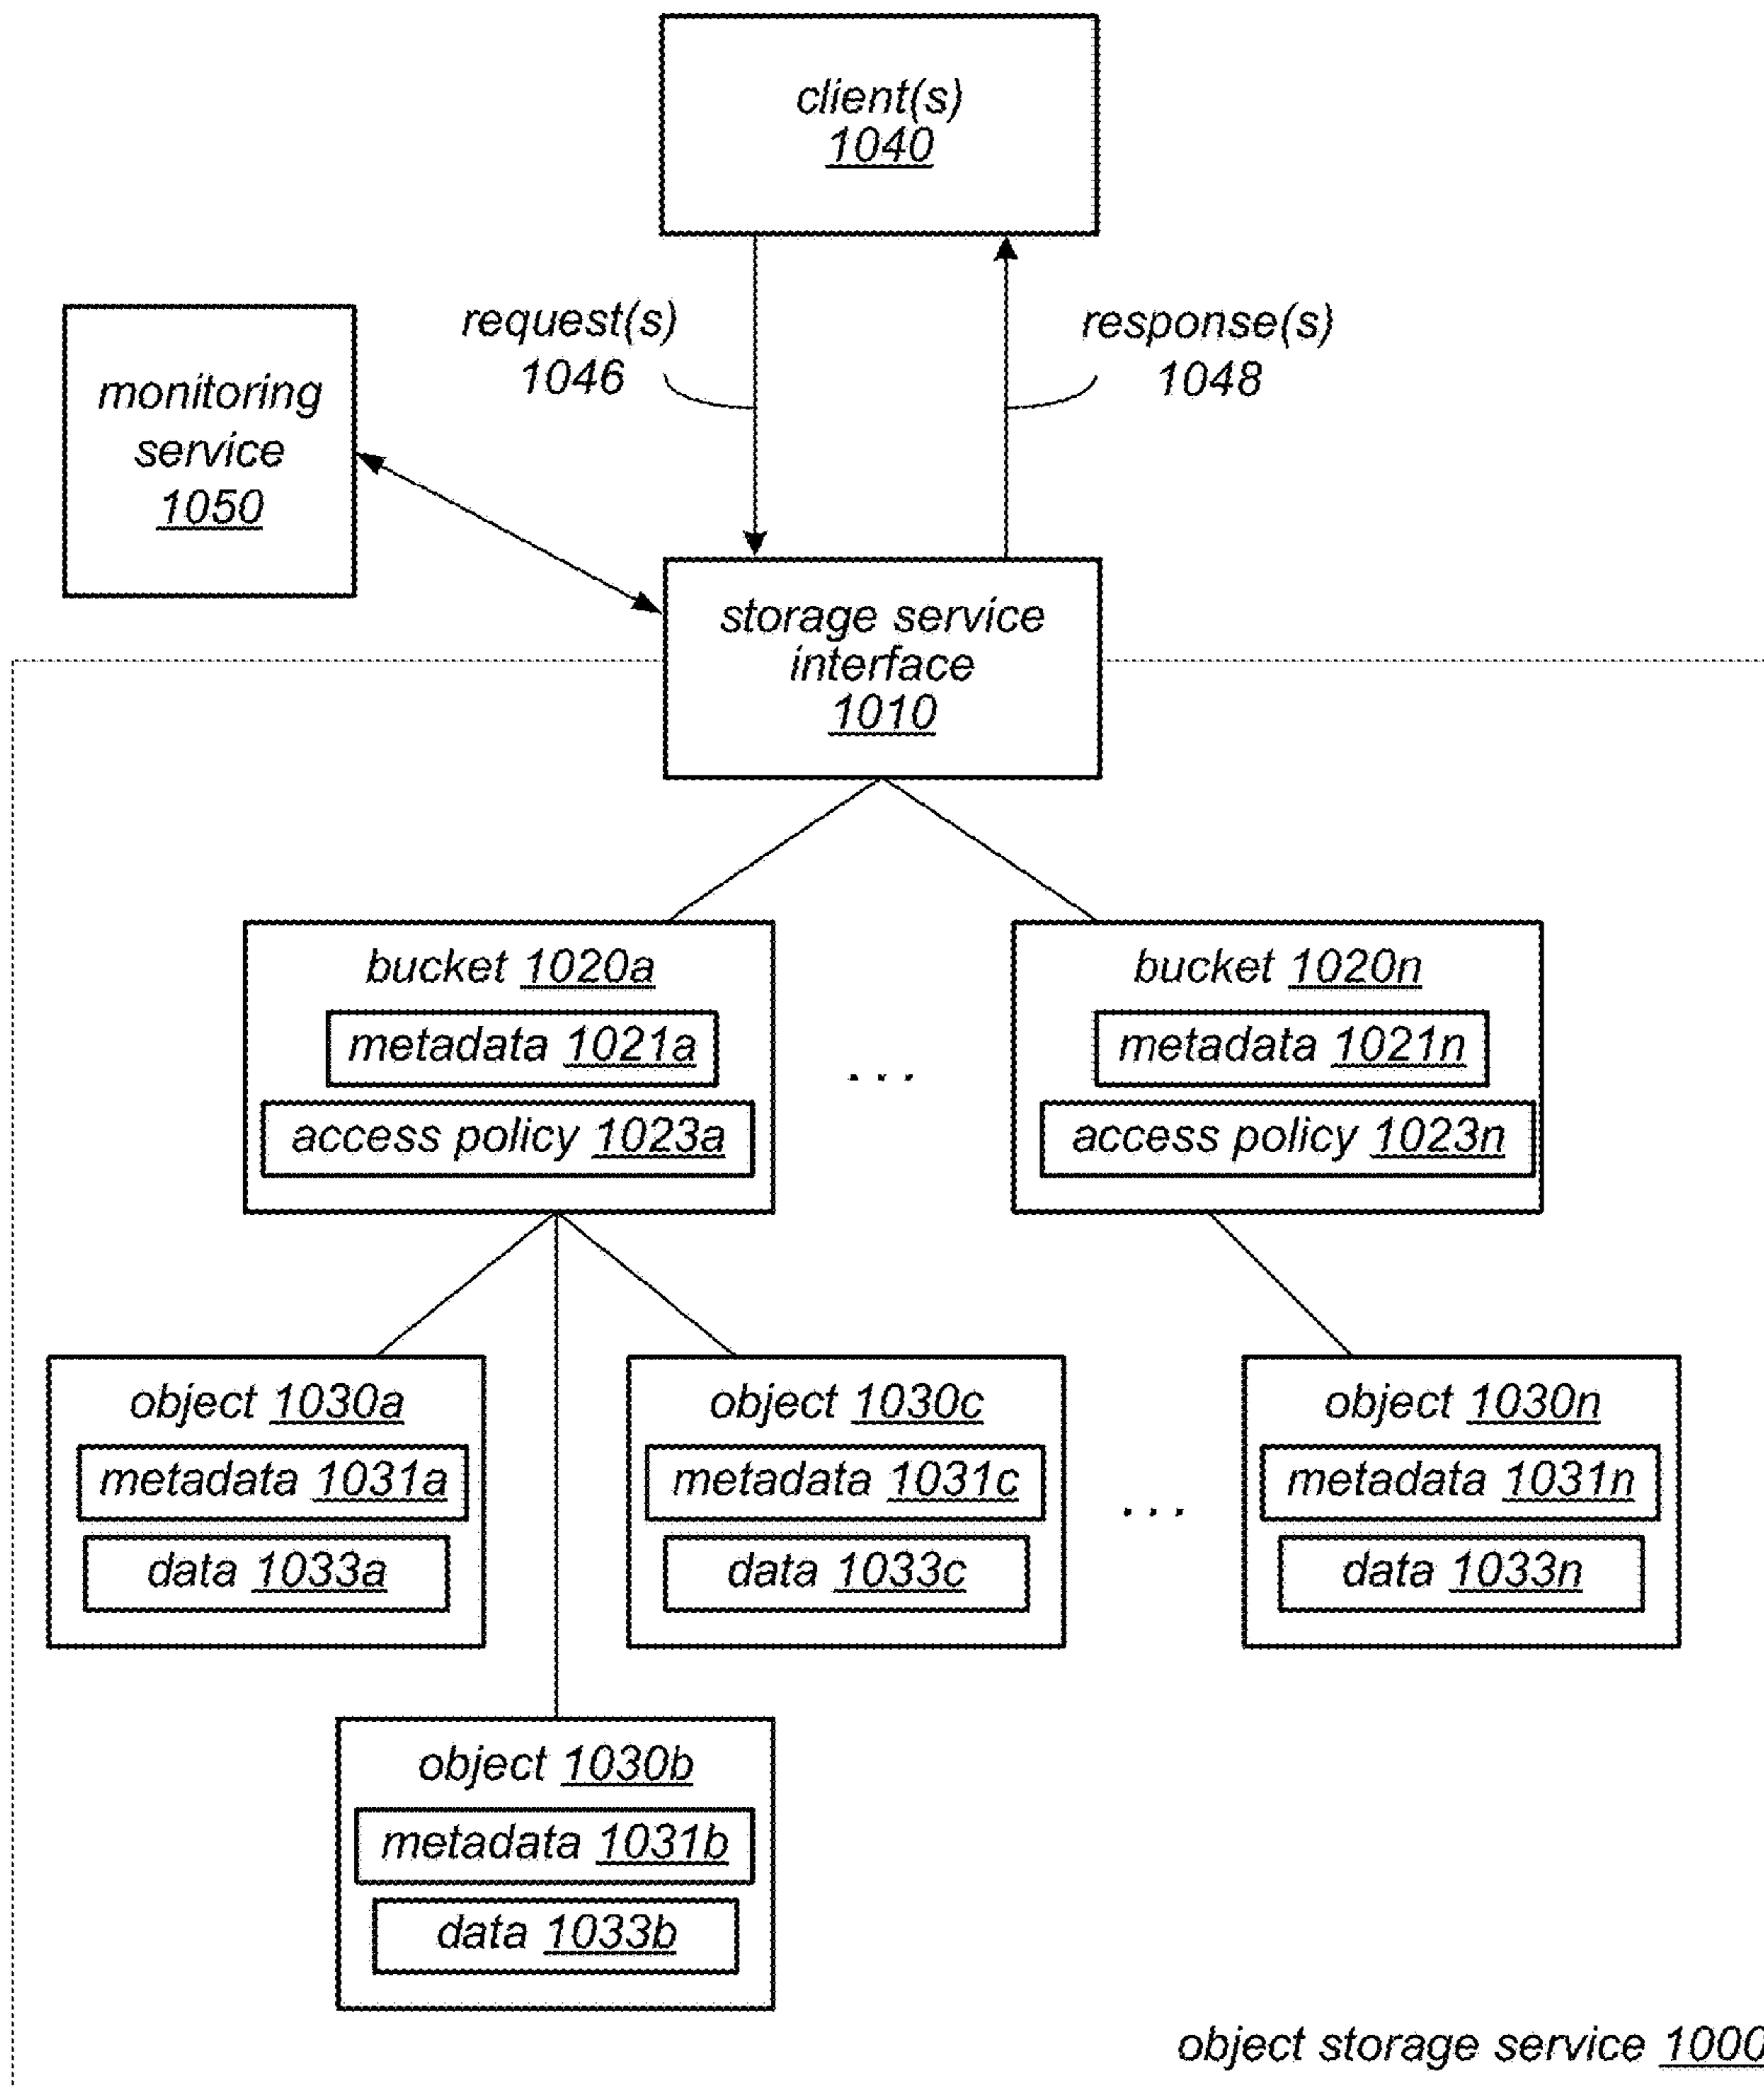 client(s)
1040
request(s)
1046
response(s)
1048
monitoring
service
1050
storage service
interface
1010
bucket 1020a
metadata 1021a
access policy 1023a
...
bucket 1020n
metadata 1021n
access policy 1023n
object 1030a
metadata 1031a
data 1033a
object 1030c
metadata 1031c
data 1033c
...
object 1030n
metadata 1031n
data 1033n
object 1030b
metadata 1031b
data 1033b
object storage service 1000